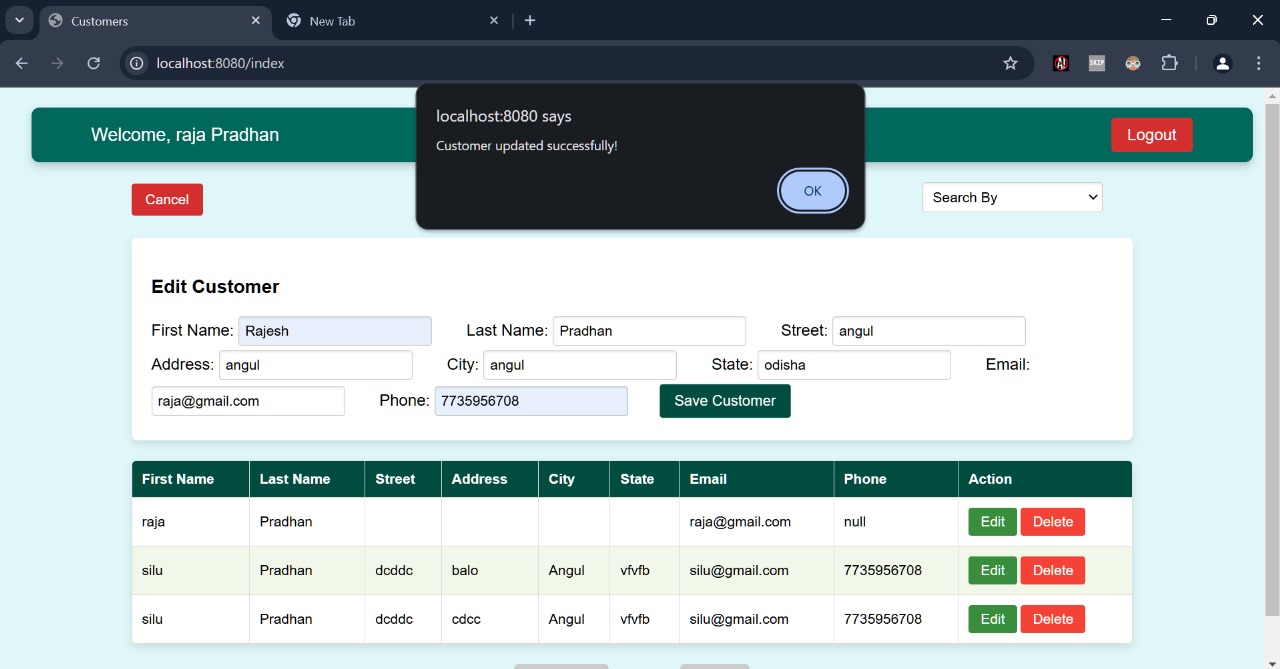 Customers New Tab
localhost:8080/index SKIP
localhost:8080 says
Customer updated successfully!
OK
Welcome, raja Pradhan Logout
Cancel Search By
Edit Customer
First Name: Rajesh Last Name: Pradhan Street: angul
Address: angul City: angul State: odisha Email:
raja@gmail.com Phone: 7735956708 Save Customer
First Name Last Name Street Address City State Email Phone Action
raja Pradhan raja@gmail.com null Edit Delete
silu Pradhan dcddc balo Angul vfvfb silu@gmail.com 7735956708 Edit Delete
silu Pradhan dcddc cdcc Angul vfvfb silu@gmail.com 7735956708 Edit Delete